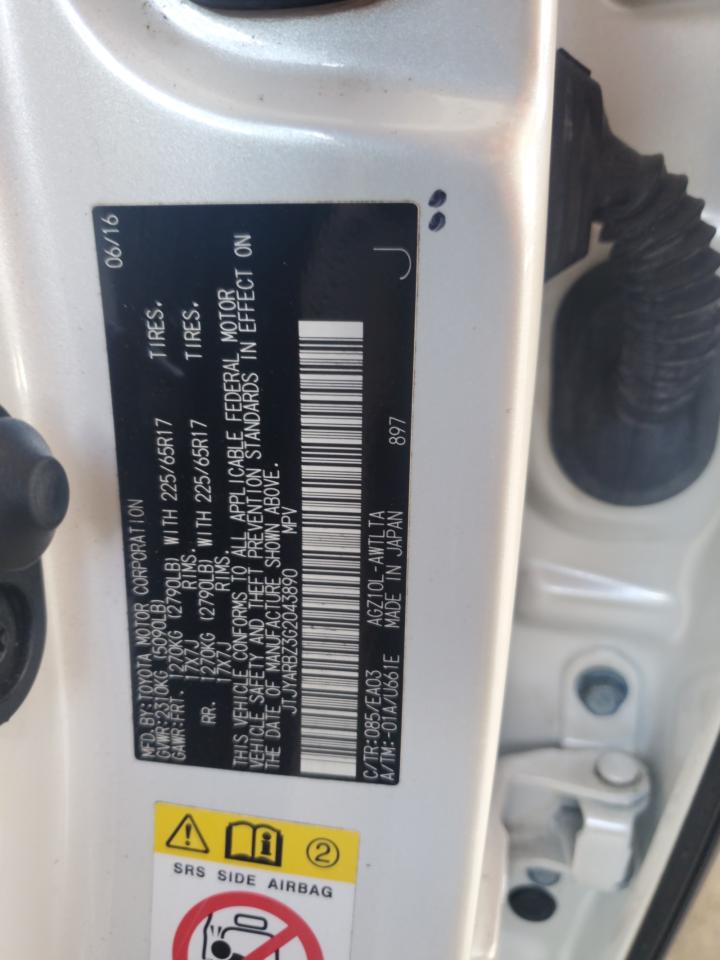 MFD.BY:TOYOTA MOTOR CORPORATION 06/16
GVWR:2310KG (5090LB)
GAWR:FRT. 1270KG (2790LB) WITH 225/65R17 TIRES.
17X7J RIMS.
RR. 1270KG (2790LB) WITH 225/65R17 TIRES.
17X7J RIMS.
THIS VEHICLE CONFORMS TO ALL APPLICABLE FEDERAL MOTOR
VEHICLE SAFETY AND THEFT PREVENTION STANDARDS IN EFFECT ON
THE DATE OF MANUFACTURE SHOWN ABOVE.
JTJYARBZ3G2043890 MPV
C/TR:085/EA03 AGZ10L-AWTLTA J
A/TM:-01A/U661E MADE IN JAPAN 897
2
SRS SIDE AIRBAG